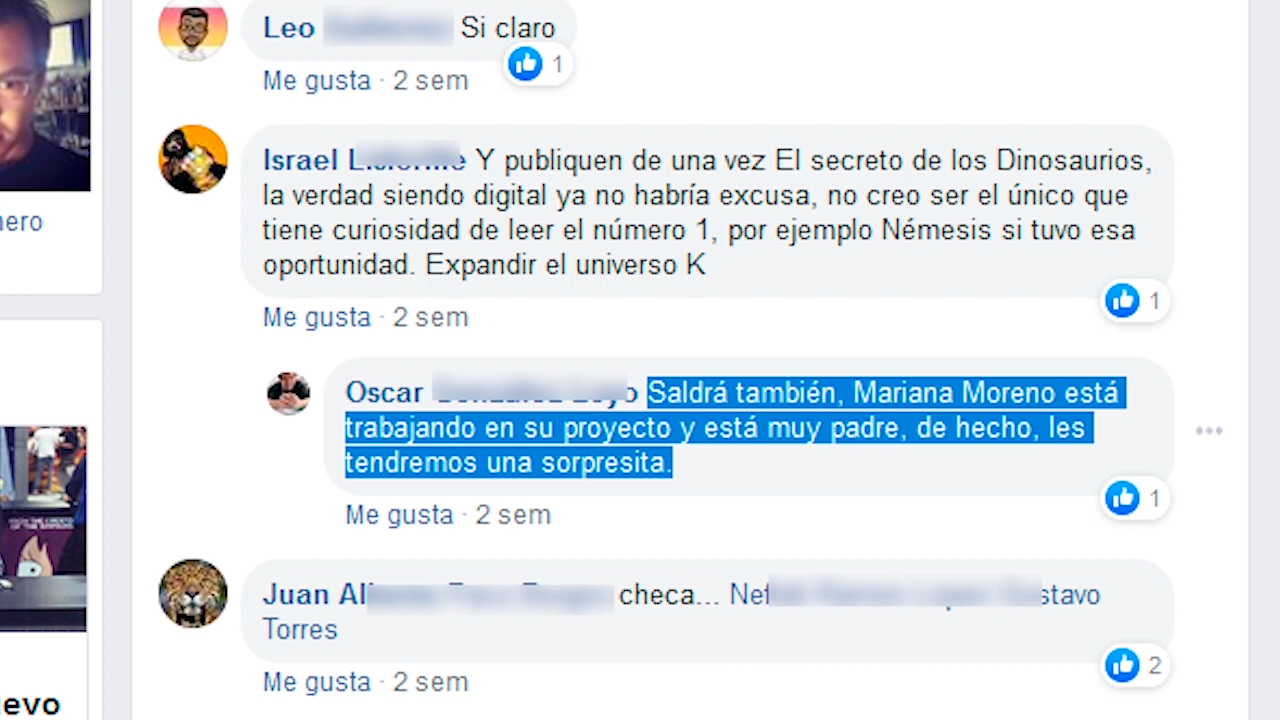 Leo Si claro
1
Me gusta · 2 sem
Israel Y publiquen de una vez El secreto de los Dinosaurios,
la verdad siendo digital ya no habría excusa, no creo ser el único que
tiene curiosidad de leer el número 1, por ejemplo Némesis si tuvo esa
oportunidad. Expandir el universo K
1
Me gusta · 2 sem
Oscar Saldrá también, Mariana Moreno está
trabajando en su proyecto y está muy padre, de hecho, les
tendremos una sorpresita.
1
Me gusta · 2 sem
Juan checa...
Torres
2
Me gusta · 2 sem